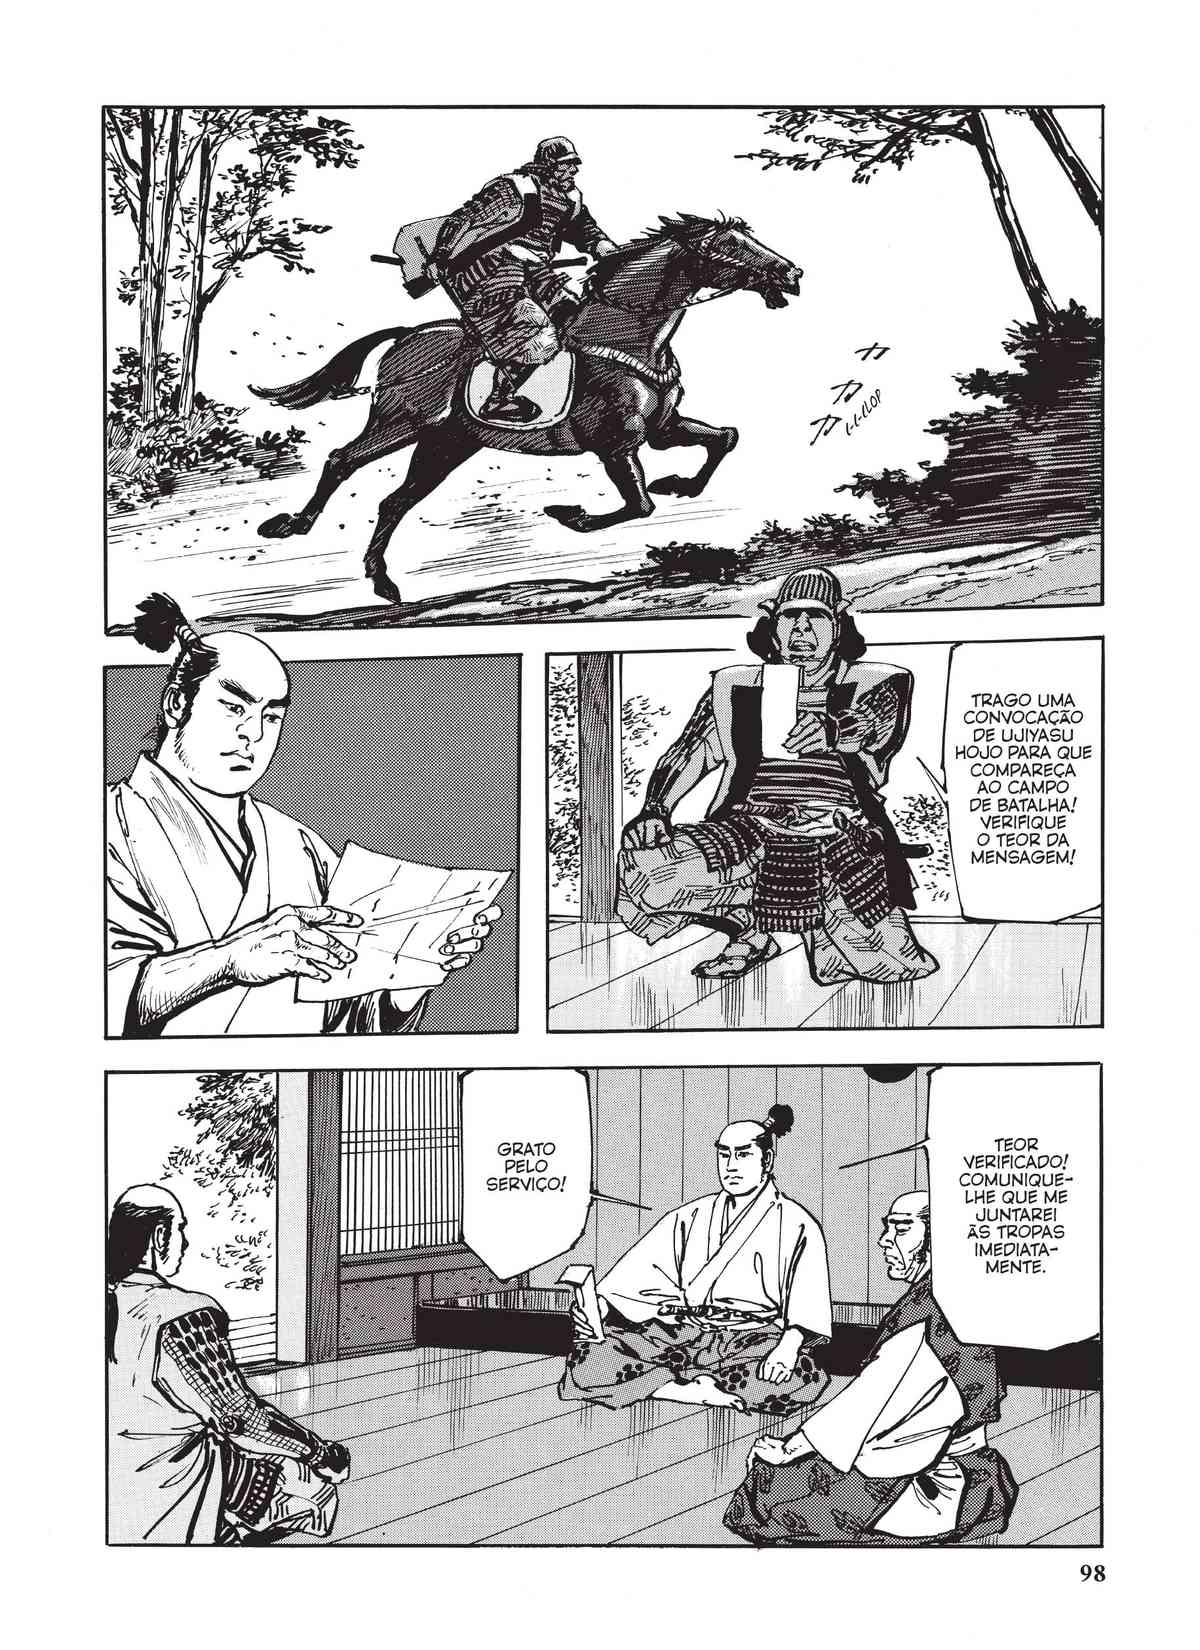 カ
カ
カ
C-C-CLOP
TRAGO UMA
CONVOCAÇÃO
DE UJIYASU
HOJO PARA QUE
COMPAREÇA
AO CAMPO
DE BATALHA!
VERIFIQUE
O TEOR DA
MENSAGEM!
TEOR
VERIFICADO!
COMUNIQUE-
LHE QUE ME
JUNTAREI
ÀS TROPAS
IMEDIATA-
MENTE.
GRATO
PELO
SERVIÇO!
98